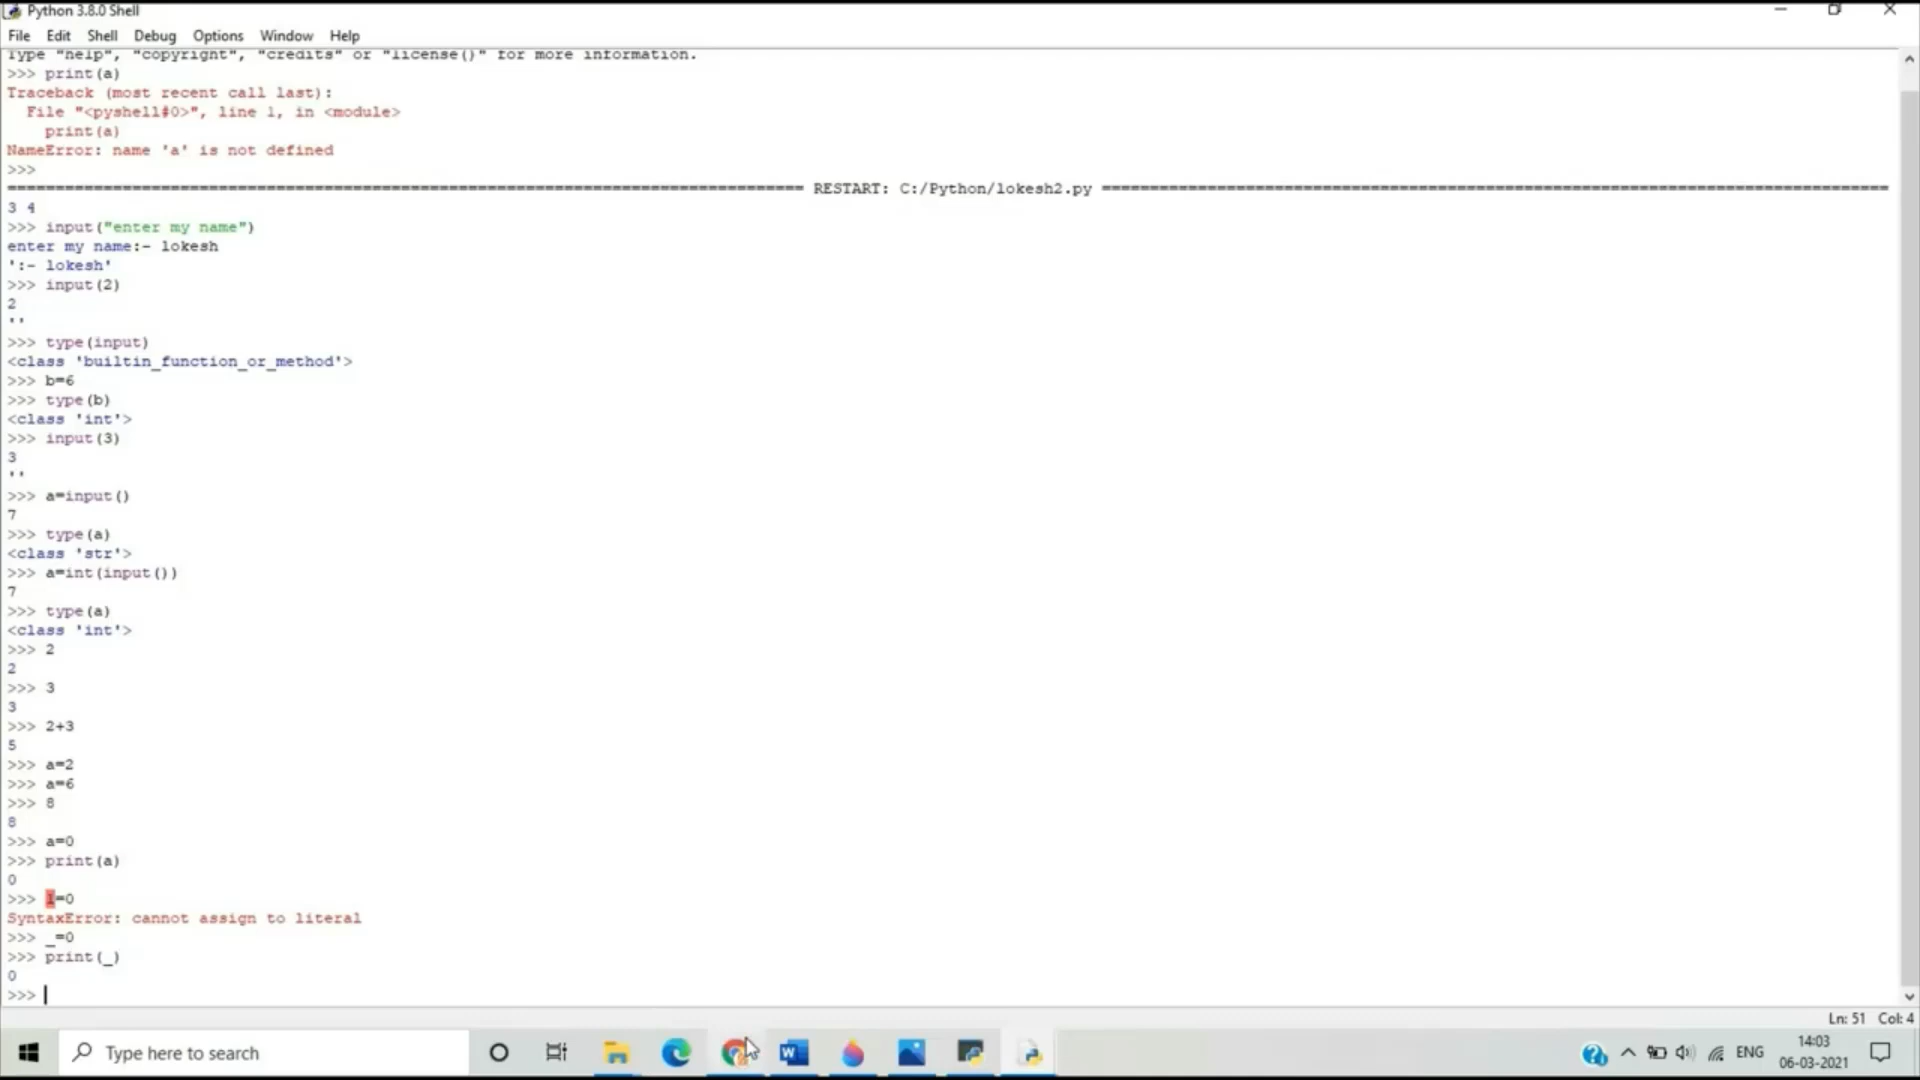 Python 3.8.0 Shell
File Edit Shell Debug Options Window Help
Type "help", "copyright", "credits" or "license()" for more information.
>>> print(a)
Traceback (most recent call last):
  File "<pyshell#0>", line 1, in <module>
    print(a)
NameError: name 'a' is not defined
>>>
RESTART: C:/Python/lokesh2.py
3 4
>>> input("enter my name")
enter my name:- lokesh
':- lokesh'
>>> input(2)
2
''
>>> type(input)
<class 'builtin_function_or_method'>
>>> b=6
>>> type(b)
<class 'int'>
>>> input(3)
3
''
>>> a=input()
7
>>> type(a)
<class 'str'>
>>> a=int(input())
7
>>> type(a)
<class 'int'>
>>> 2
2
>>> 3
3
>>> 2+3
5
>>> a=2
>>> a=6
>>> 8
8
>>> a=0
>>> print(a)
0
>>> 1=0
SyntaxError: cannot assign to literal
>>> _=0
>>> print(_)
0
>>>
Ln: 51 Col: 4
Type here to search
ENG
14:03
06-03-2021